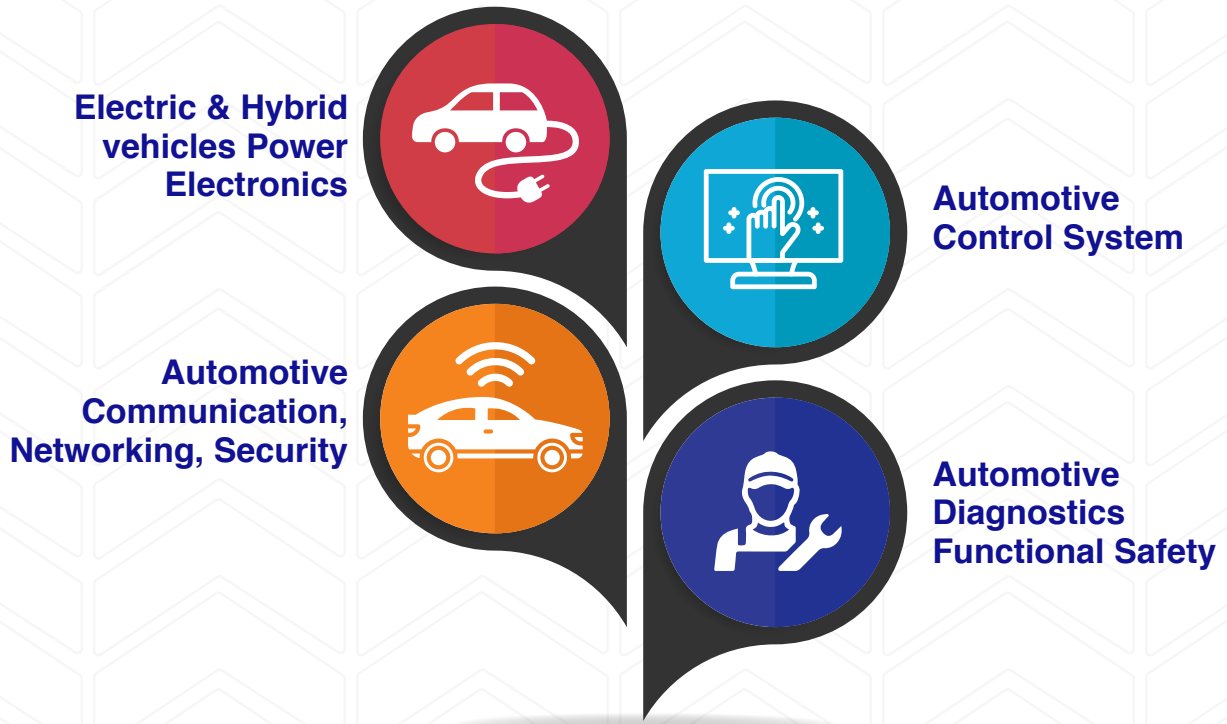 Electric & Hybrid
vehicles Power
Electronics
Automotive
Control System
Automotive
Communication,
Networking, Security
Automotive
Diagnostics
Functional Safety